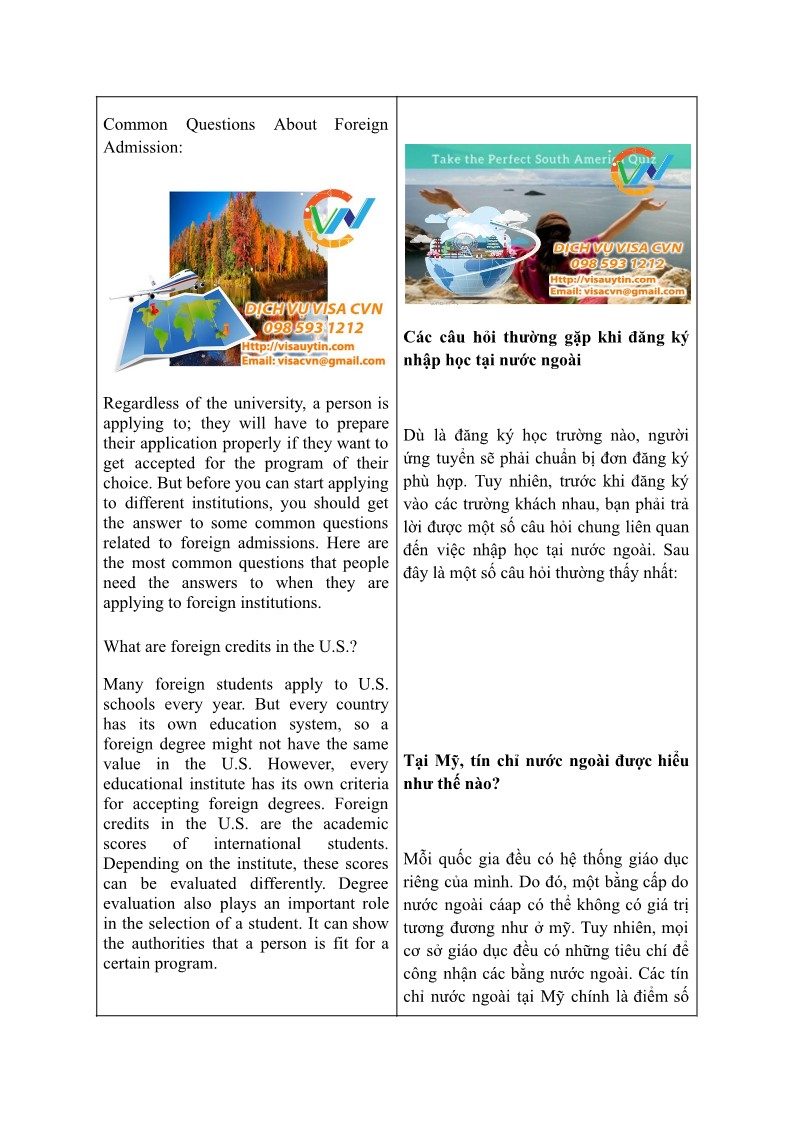 Common Questions About Foreign
Admission:
CVN
DỊCH VỤ VISA CVN
098 593 1212
Http://visauytin.com
Email: visacvn@gmail.com
Regardless of the university, a person is
applying to; they will have to prepare
their application properly if they want to
get accepted for the program of their
choice. But before you can start applying
to different institutions, you should get
the answer to some common questions
related to foreign admissions. Here are
the most common questions that people
need the answers to when they are
applying to foreign institutions.
What are foreign credits in the U.S.?
Many foreign students apply to U.S.
schools every year. But every country
has its own education system, so a
foreign degree might not have the same
value in the U.S. However, every
educational institute has its own criteria
for accepting foreign degrees. Foreign
credits in the U.S. are the academic
scores of international students.
Depending on the institute, these scores
can be evaluated differently. Degree
evaluation also plays an important role
in the selection of a student. It can show
the authorities that a person is fit for a
certain program.
Take the Perfect South America Quiz
CVN
DỊCH VỤ VISA CVN
098 593 1212
Http://visauytin.com
Email: visacvn@gmail.com
Các câu hỏi thường gặp khi đăng ký
nhập học tại nước ngoài
Dù là đăng ký học trường nào, người
ứng tuyển sẽ phải chuẩn bị đơn đăng ký
phù hợp. Tuy nhiên, trước khi đăng ký
vào các trường khách nhau, bạn phải trả
lời được một số câu hỏi chung liên quan
đến việc nhập học tại nước ngoài. Sau
đây là một số câu hỏi thường thấy nhất:
Tại Mỹ, tín chỉ nước ngoài được hiểu
như thế nào?
Mỗi quốc gia đều có hệ thống giáo dục
riêng của mình. Do đó, một bằng cấp do
nước ngoài cáap có thể không có giá trị
tương đương như ở mỹ. Tuy nhiên, mọi
cơ sở giáo dục đều có những tiêu chí để
công nhận các bằng nước ngoài. Các tín
chỉ nước ngoài tại Mỹ chính là điểm số